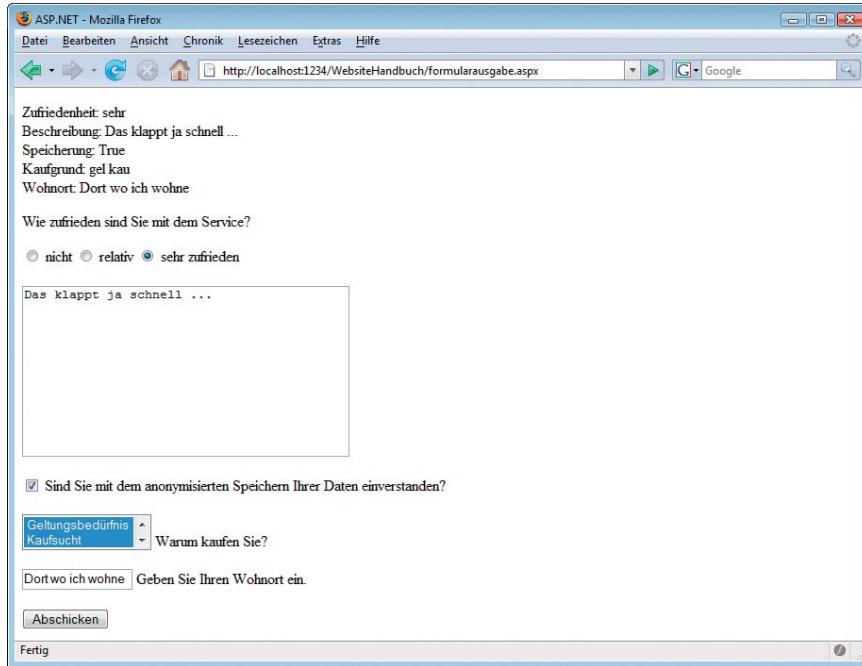 ASP.NET - Mozilla Firefox
Datei Bearbeiten Ansicht Chronik Lesezeichen Extras Hilfe
http://localhost:1234/WebsiteHandbuch/formularausgabe.aspx G Google
Zufriedenheit: sehr
Beschreibung: Das klappt ja schnell ...
Speicherung: True
Kaufgrund: gel kau
Wohnort: Dort wo ich wohne
Wie zufrieden sind Sie mit dem Service?
nicht relativ sehr zufrieden
Das klappt ja schnell ...
Sind Sie mit dem anonymisierten Speichern Ihrer Daten einverstanden?
Geltungsbedürfnis
Kaufsucht Warum kaufen Sie?
Dort wo ich wohne Geben Sie Ihren Wohnort ein.
Abschicken
Fertig